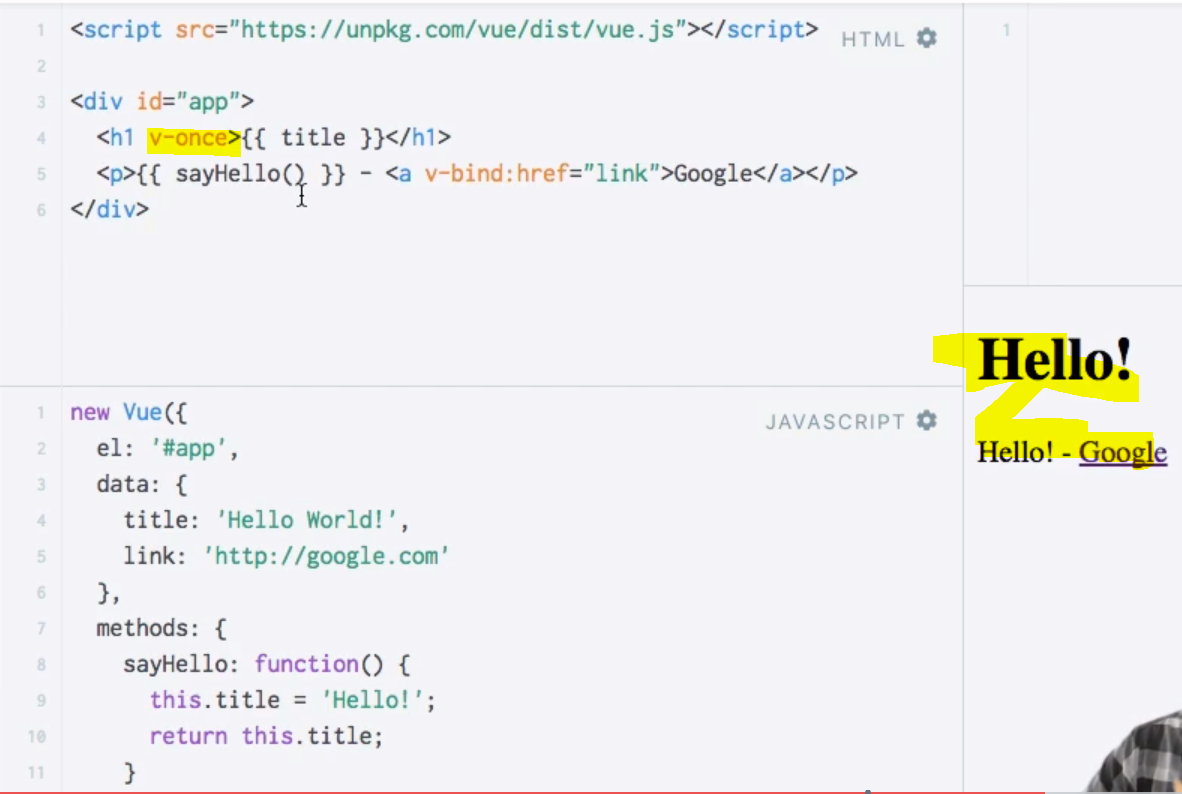 1 <script src="https://unpkg.com/vue/dist/vue.js"></script>
HTML
2
3 <div id="app">
4 <h1 v-once>{{ title }}</h1>
5 <p>{{ sayHello() }} - <a v-bind:href="link">Google</a></p>
6 </div>
1 new Vue({
JAVASCRIPT
2 el: '#app',
3 data: {
4 title: 'Hello World!',
5 link: 'http://google.com'
6 },
7 methods: {
8 sayHello: function() {
9 this.title = 'Hello!';
10 return this.title;
11 }
1
Hello!
Hello! - Google